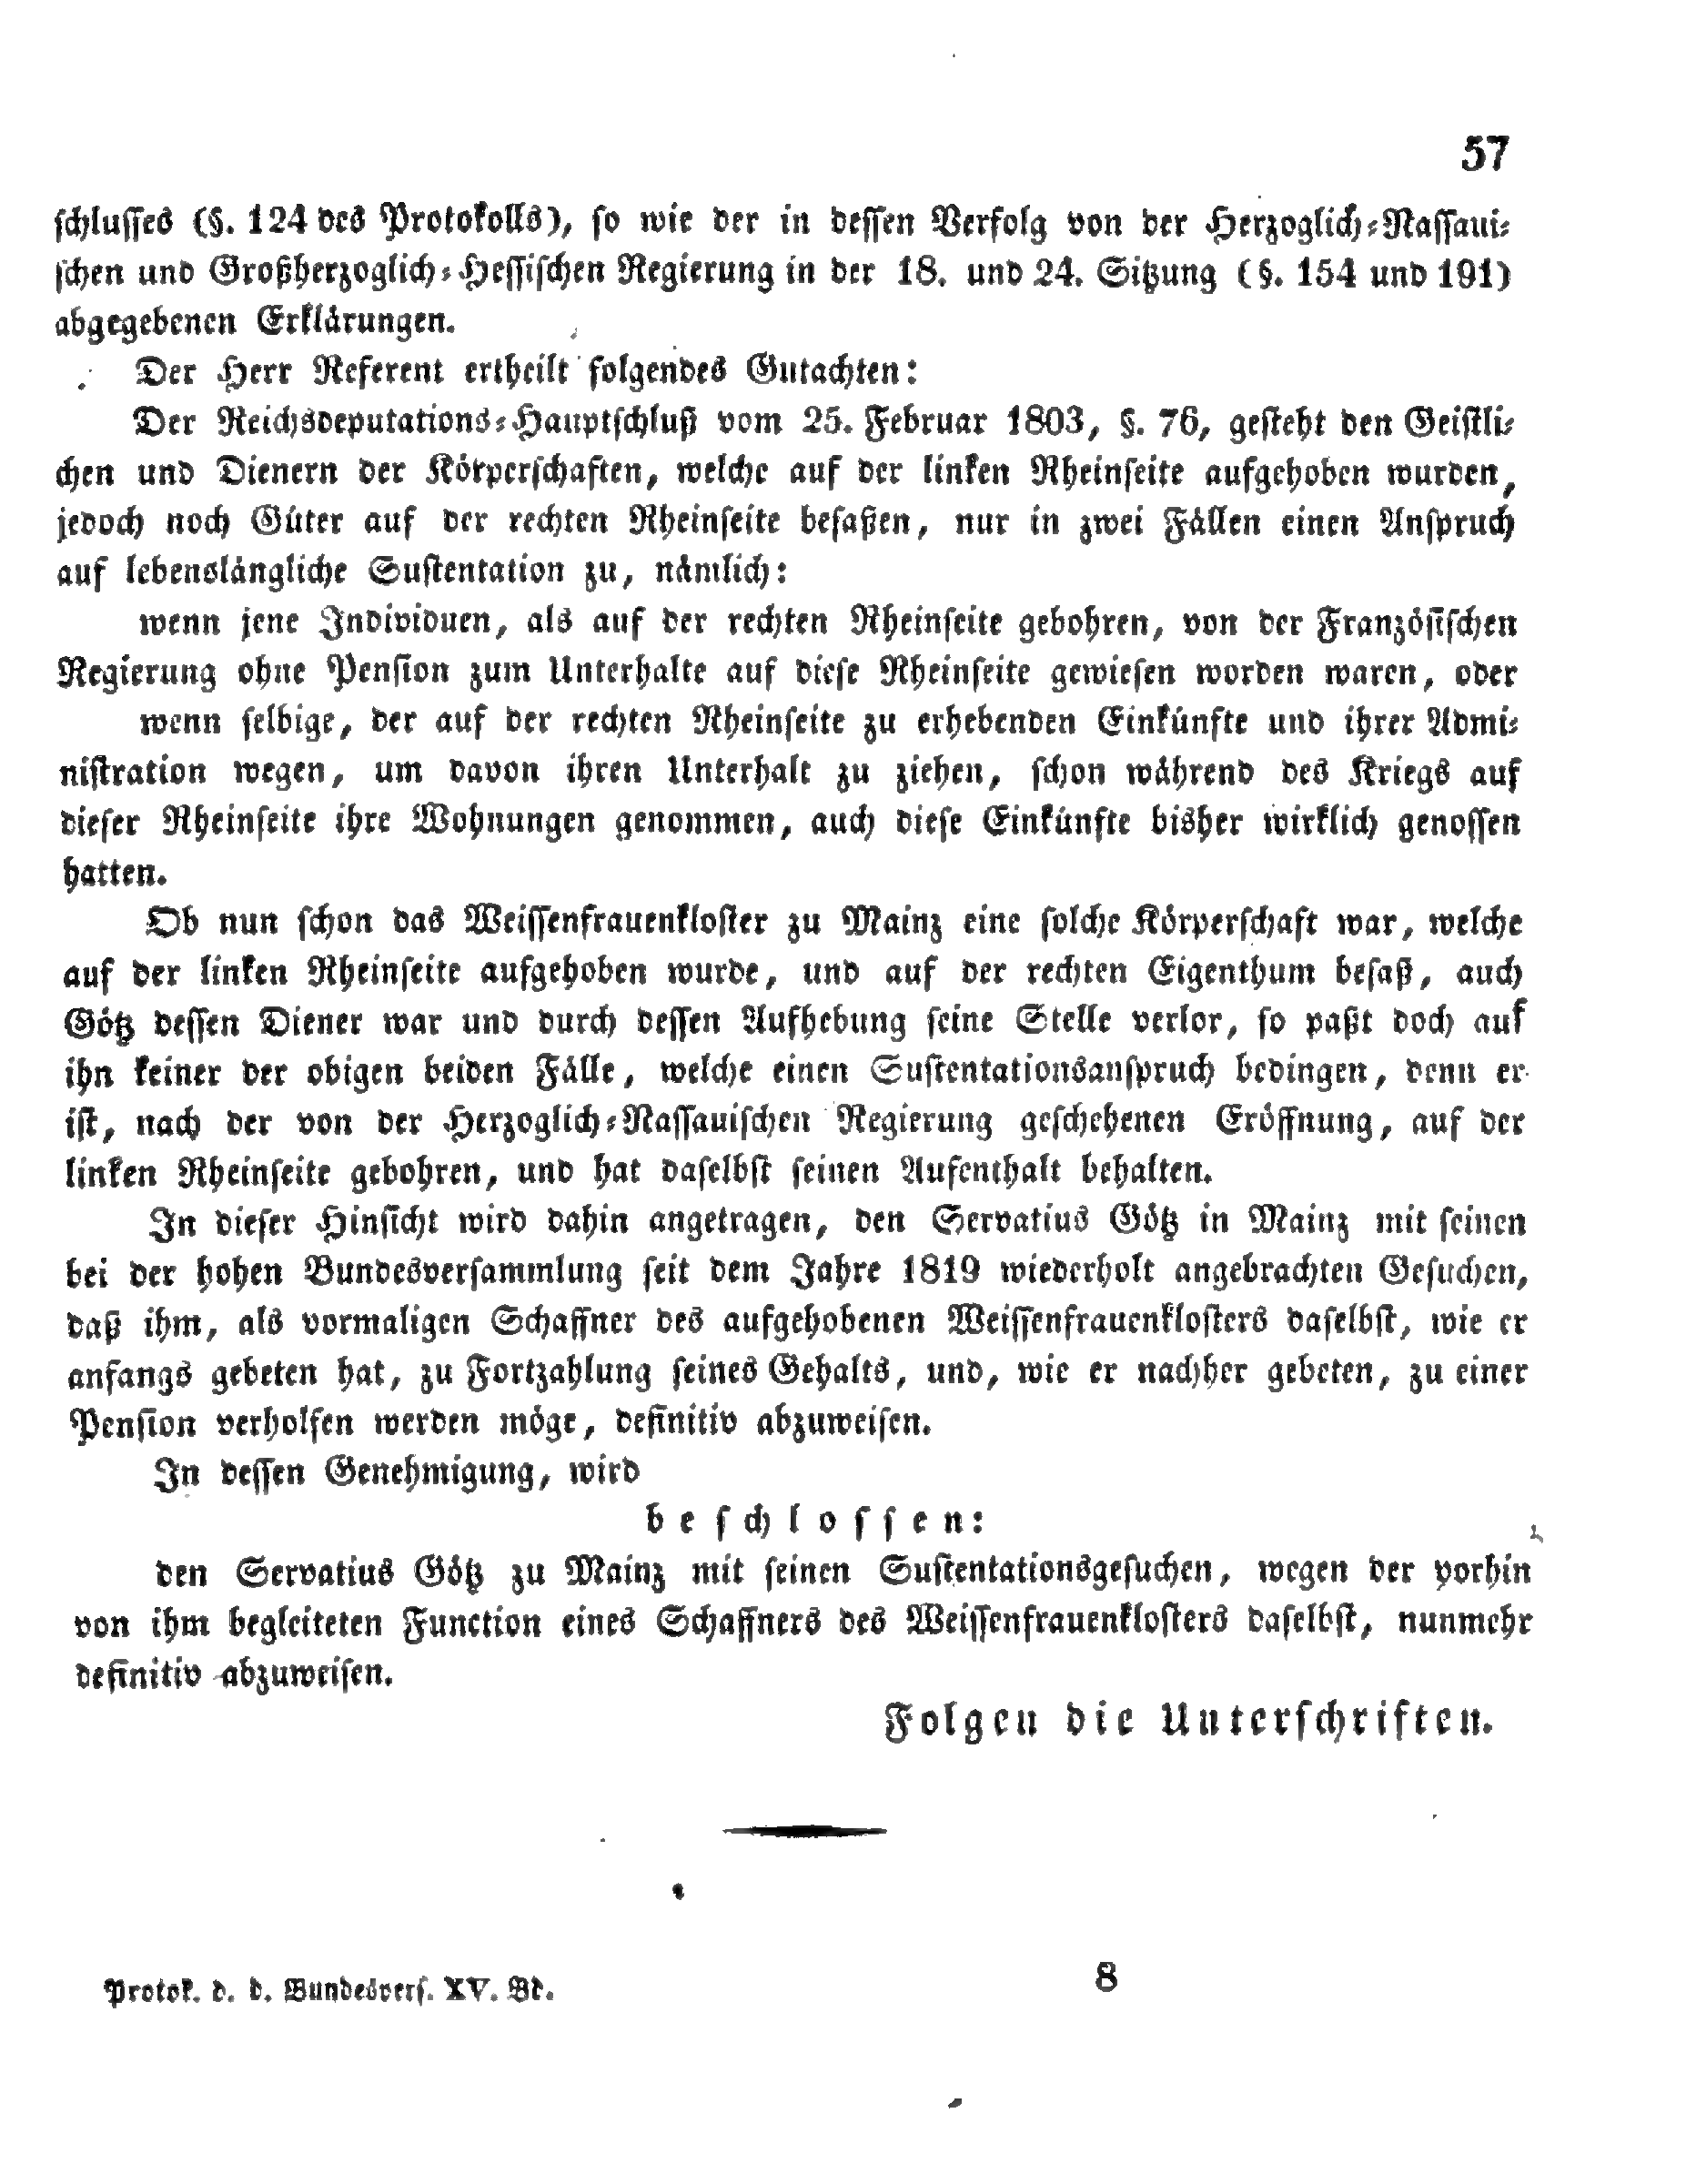 57
schlusses (§. 124 des Protokolls), so wie der in dessen Verfolg von der Herzoglich-Nassaui-
schen und Großherzoglich-Hessischen Regierung in der 18. und 24. Sitzung (§. 154 und 191)
abgegebenen Erklärungen.
Der Herr Referent ertheilt folgendes Gutachten:
Der Reichsdeputations-Hauptschluß vom 25. Februar 1803, §. 76, gesteht den Geistli-
chen und Dienern der Körperschaften, welche auf der linken Rheinseite aufgehoben wurden,
jedoch noch Güter auf der rechten Rheinseite besaßen, nur in zwei Fällen einen Anspruch
auf lebenslängliche Sustentation zu, nämlich:
wenn jene Individuen, als auf der rechten Rheinseite gebohren, von der Französischen
Regierung ohne Pension zum Unterhalte auf diese Rheinseite gewiesen worden waren, oder
wenn selbige, der auf der rechten Rheinseite zu erhebenden Einkünfte und ihrer Admi-
nistration wegen, um davon ihren Unterhalt zu ziehen, schon während des Kriegs auf
dieser Rheinseite ihre Wohnungen genommen, auch diese Einkünfte bisher wirklich genossen
hatten.
Ob nun schon das Weissenfrauenkloster zu Mainz eine solche Körperschaft war, welche
auf der linken Rheinseite aufgehoben wurde, und auf der rechten Eigenthum besaß, auch
Götz dessen Diener war und durch dessen Aufhebung seine Stelle verlor, so paßt doch auf
ihn keiner der obigen beiden Fälle, welche einen Sustentationsanspruch bedingen, denn er
ist, nach der von der Herzoglich-Nassauischen Regierung geschehenen Eröffnung, auf der
linken Rheinseite gebohren, und hat daselbst seinen Aufenthalt behalten.
In dieser Hinsicht wird dahin angetragen, den Servatius Götz in Mainz mit seinen
bei der hohen Bundesversammlung seit dem Jahre 1819 wiederholt angebrachten Gesuchen,
daß ihm, als vormaligen Schaffner des aufgehobenen Weissenfrauenklosters daselbst, wie er
anfangs gebeten hat, zu Fortzahlung seines Gehalts, und, wie er nachher gebeten, zu einer
Pension verholfen werden möge, definitiv abzuweisen.
In dessen Genehmigung, wird
beschlossen:
den Servatius Götz zu Mainz mit seinen Sustentationsgesuchen, wegen der vorhin
von ihm begleiteten Function eines Schaffners des Weissenfrauenklosters daselbst, nunmehr
definitiv abzuweisen.
Folgen die Unterschriften.
Protok. d. d. Bundesvers. XV. Bd.
8